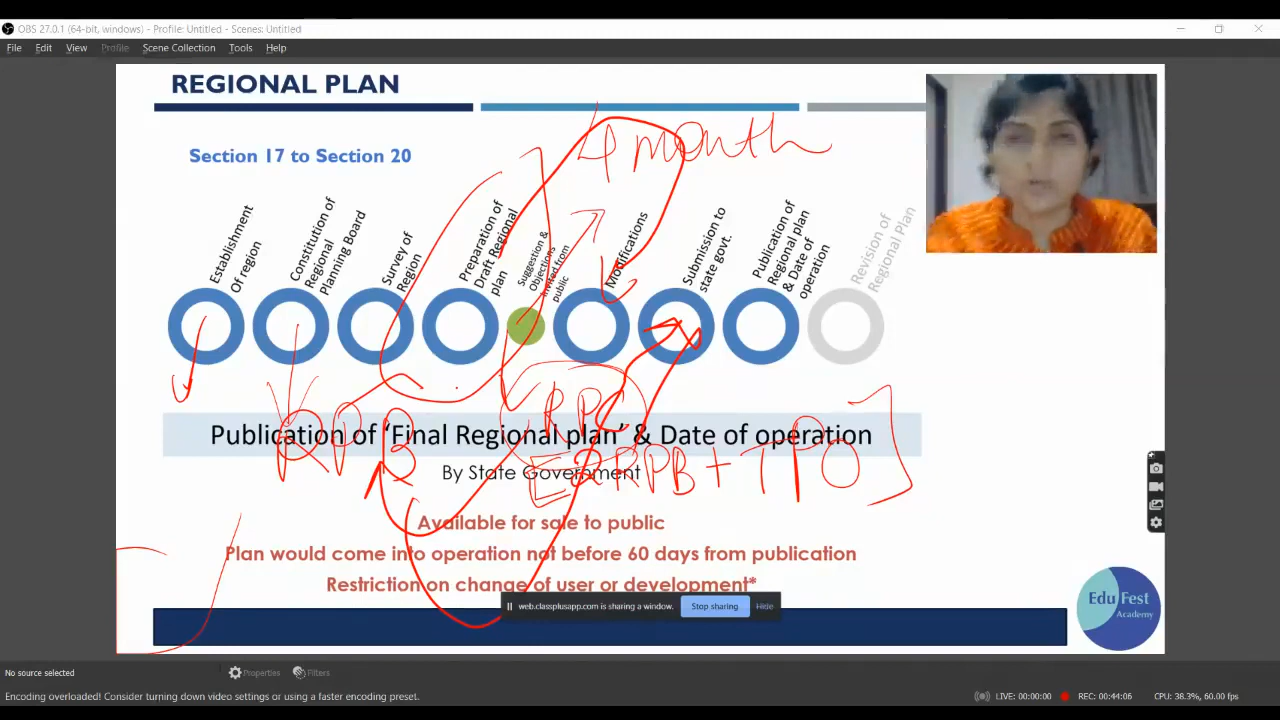 OBS 27.0.1 (64-bit, windows) - Profile: Untitled - Scenes: Untitled
File Edit View Profile Scene Collection Tools Help
REGIONAL PLAN
Section 17 to Section 20
4 month
Establishment
Of region
Constitution of
Regional
Planning Board
Survey of
Region
Preparation of
Draft Regional
plan
Suggestion &
Objections
invited from
public
Modifications
Submission to
state govt.
Publication of
Regional plan
& Date of
operation
Revision of
Regional Plan
RPB
RPC
Publication of 'Final Regional plan' & Date of operation
[2RPB + TPO]
By State Government
Available for sale to public
Plan would come into operation not before 60 days from publication
Restriction on change of user or development*
web.classplusapp.com is sharing a window. Stop sharing Hide
EduFest
Academy
No source selected Properties Filters
Encoding overloaded! Consider turning down video settings or using a faster encoding preset. LIVE: 00:00:00 REC: 00:44:06 CPU: 38.3%, 60.00 fps